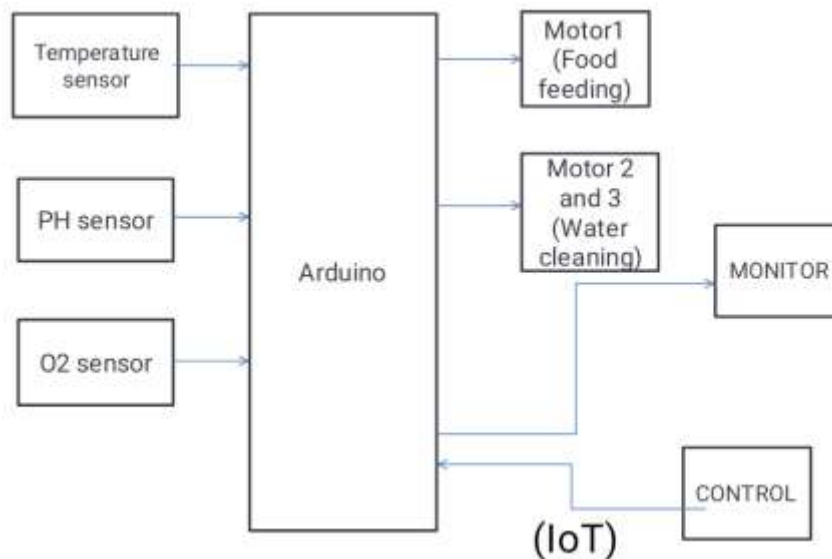 Temperature
sensor
PH sensor
O2 sensor
Arduino
Motor1
(Food
feeding)
Motor 2
and 3
(Water
cleaning)
MONITOR
CONTROL
(IoT)